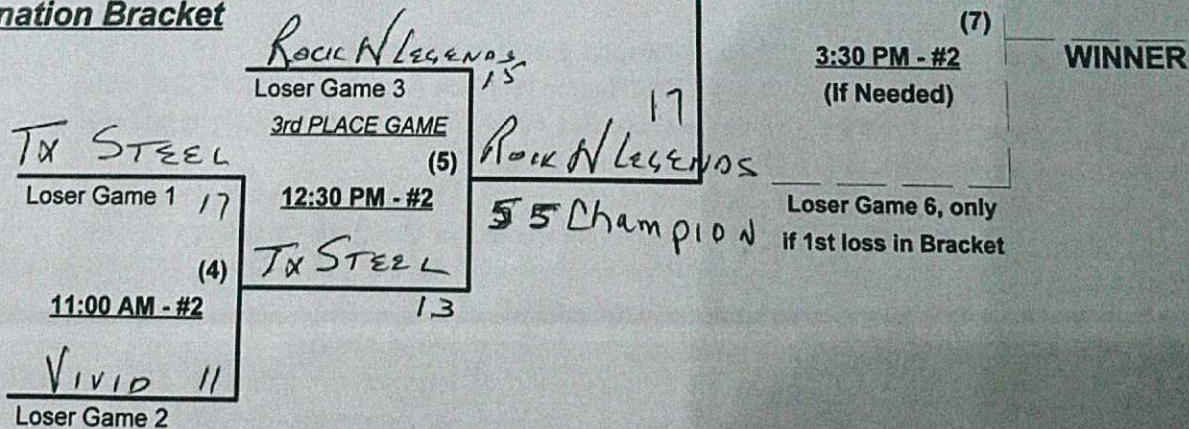 nation Bracket
Rock N Legends
15
Loser Game 3
3rd PLACE GAME
(5)
12:30 PM - #2
TX STEEL
Loser Game 1 17
(4)
11:00 AM - #2
TX STEEL
13
VIVID 11
Loser Game 2
17
Rock N Legends
55 Champion
(7)
3:30 PM - #2
(If Needed)
WINNER
Loser Game 6, only
if 1st loss in Bracket